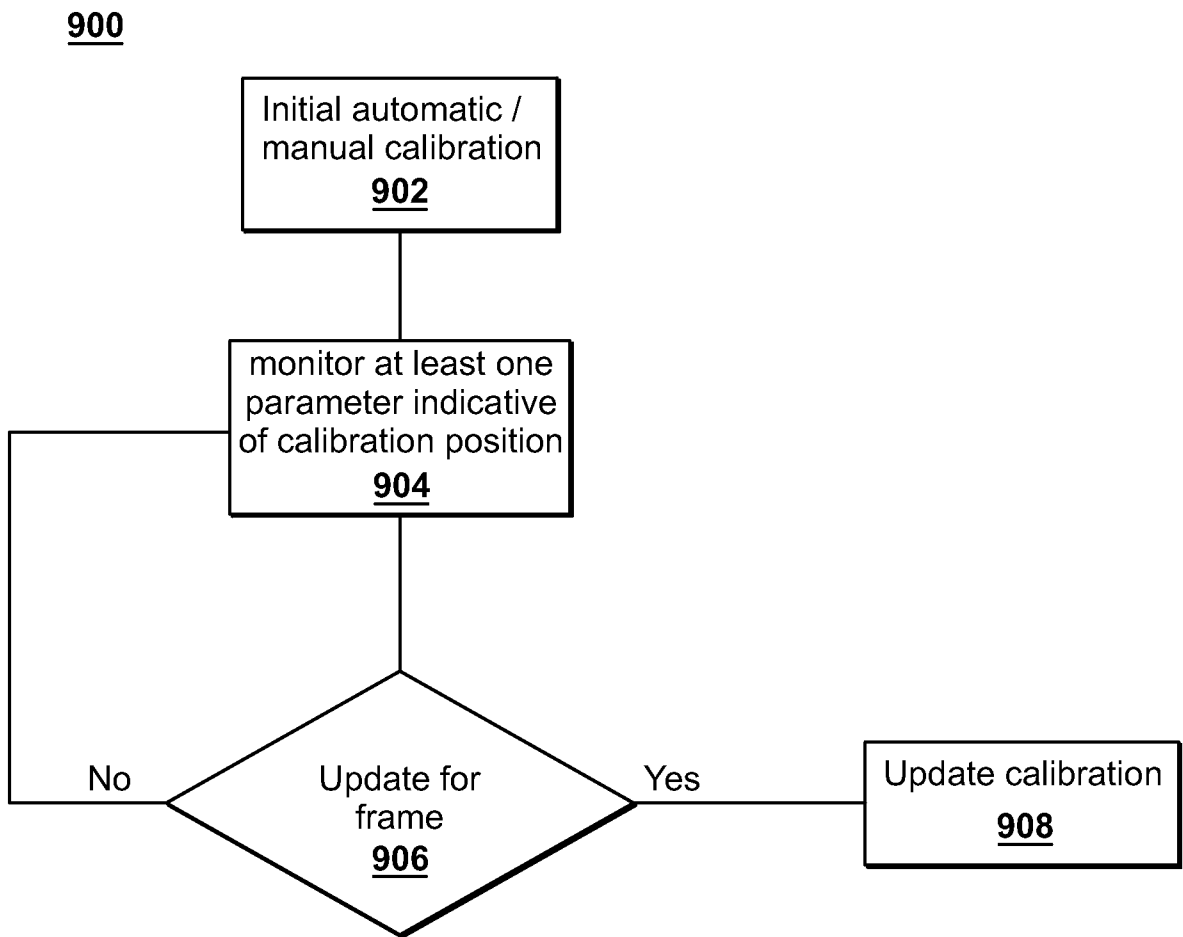 900
Initial automatic /
manual calibration
902
monitor at least one
parameter indicative
of calibration position
904
No
Update for
frame
906
Yes
Update calibration
908